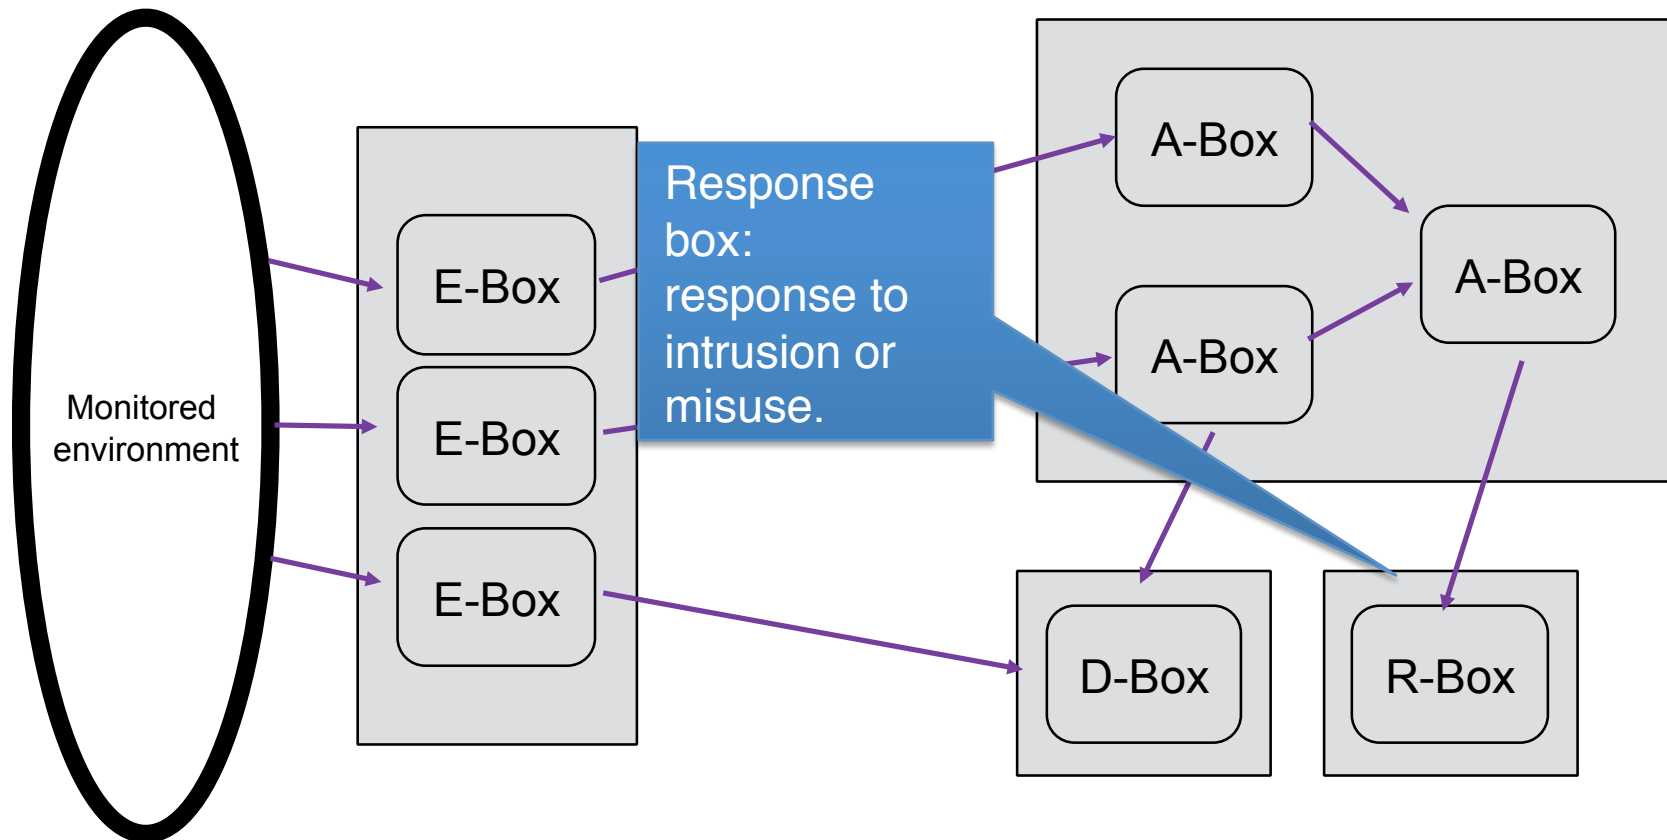 Monitored
environment
E-Box
E-Box
E-Box
Response
box:
response to
intrusion or
misuse.
A-Box
A-Box
A-Box
D-Box
R-Box